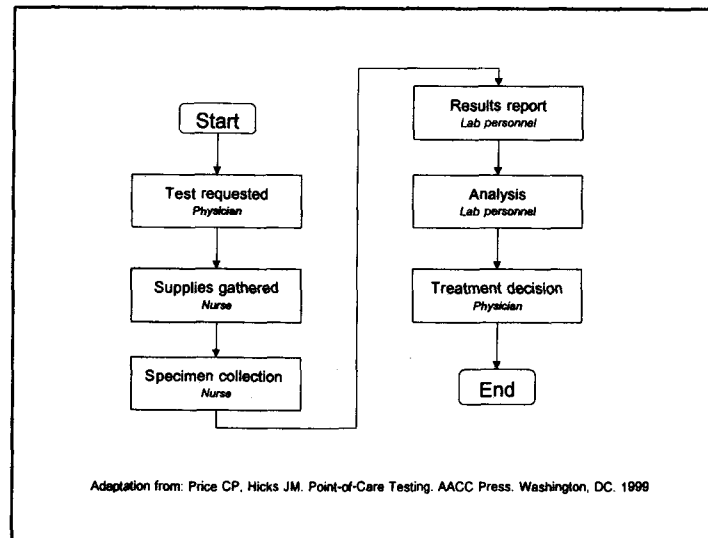 Start
Test requested
Physician
Supplies gathered
Nurse
Specimen collection
Nurse
Results report
Lab personnel
Analysis
Lab personnel
Treatment decision
Physician
End
Adaptation from: Price CP, Hicks JM. Point-of-Care Testing. AACC Press. Washington, DC. 1999